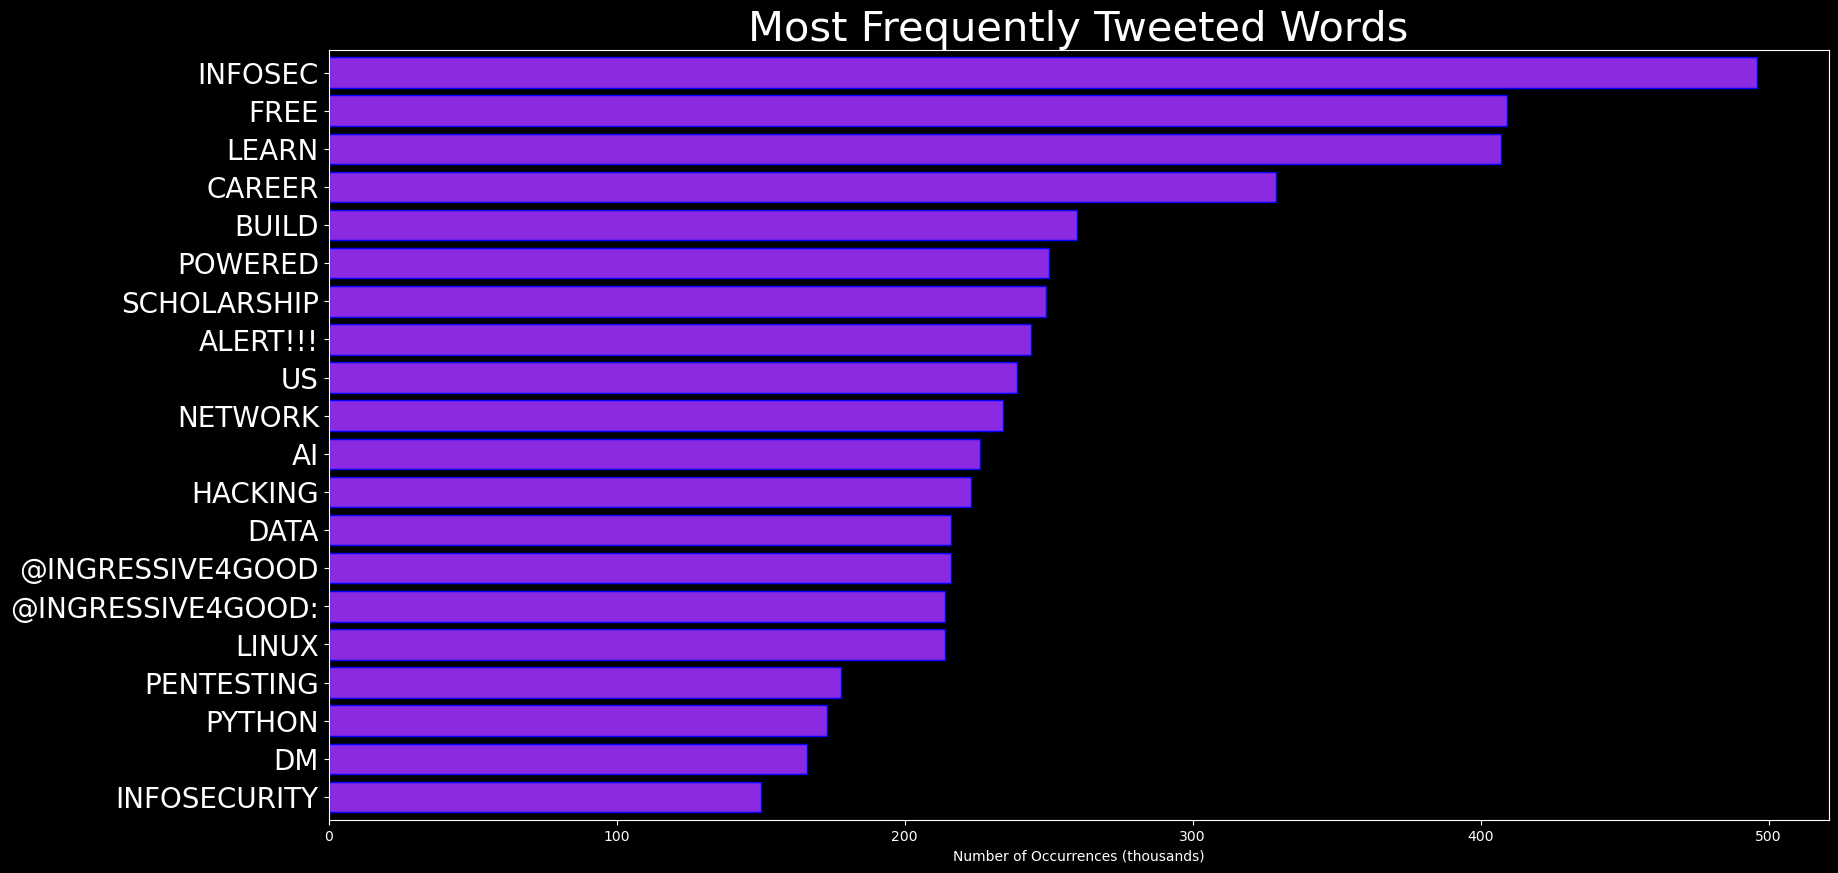 Most Frequently Tweeted Words
INFOSEC
FREE
LEARN
CAREER
BUILD
POWERED
SCHOLARSHIP
ALERT!!!
US
NETWORK
AI
HACKING
DATA
@INGRESSIVE4GOOD
@INGRESSIVE4GOOD:
LINUX
PENTESTING
PYTHON
DM
INFOSECURITY
0 100 200 300 400 500
Number of Occurrences (thousands)